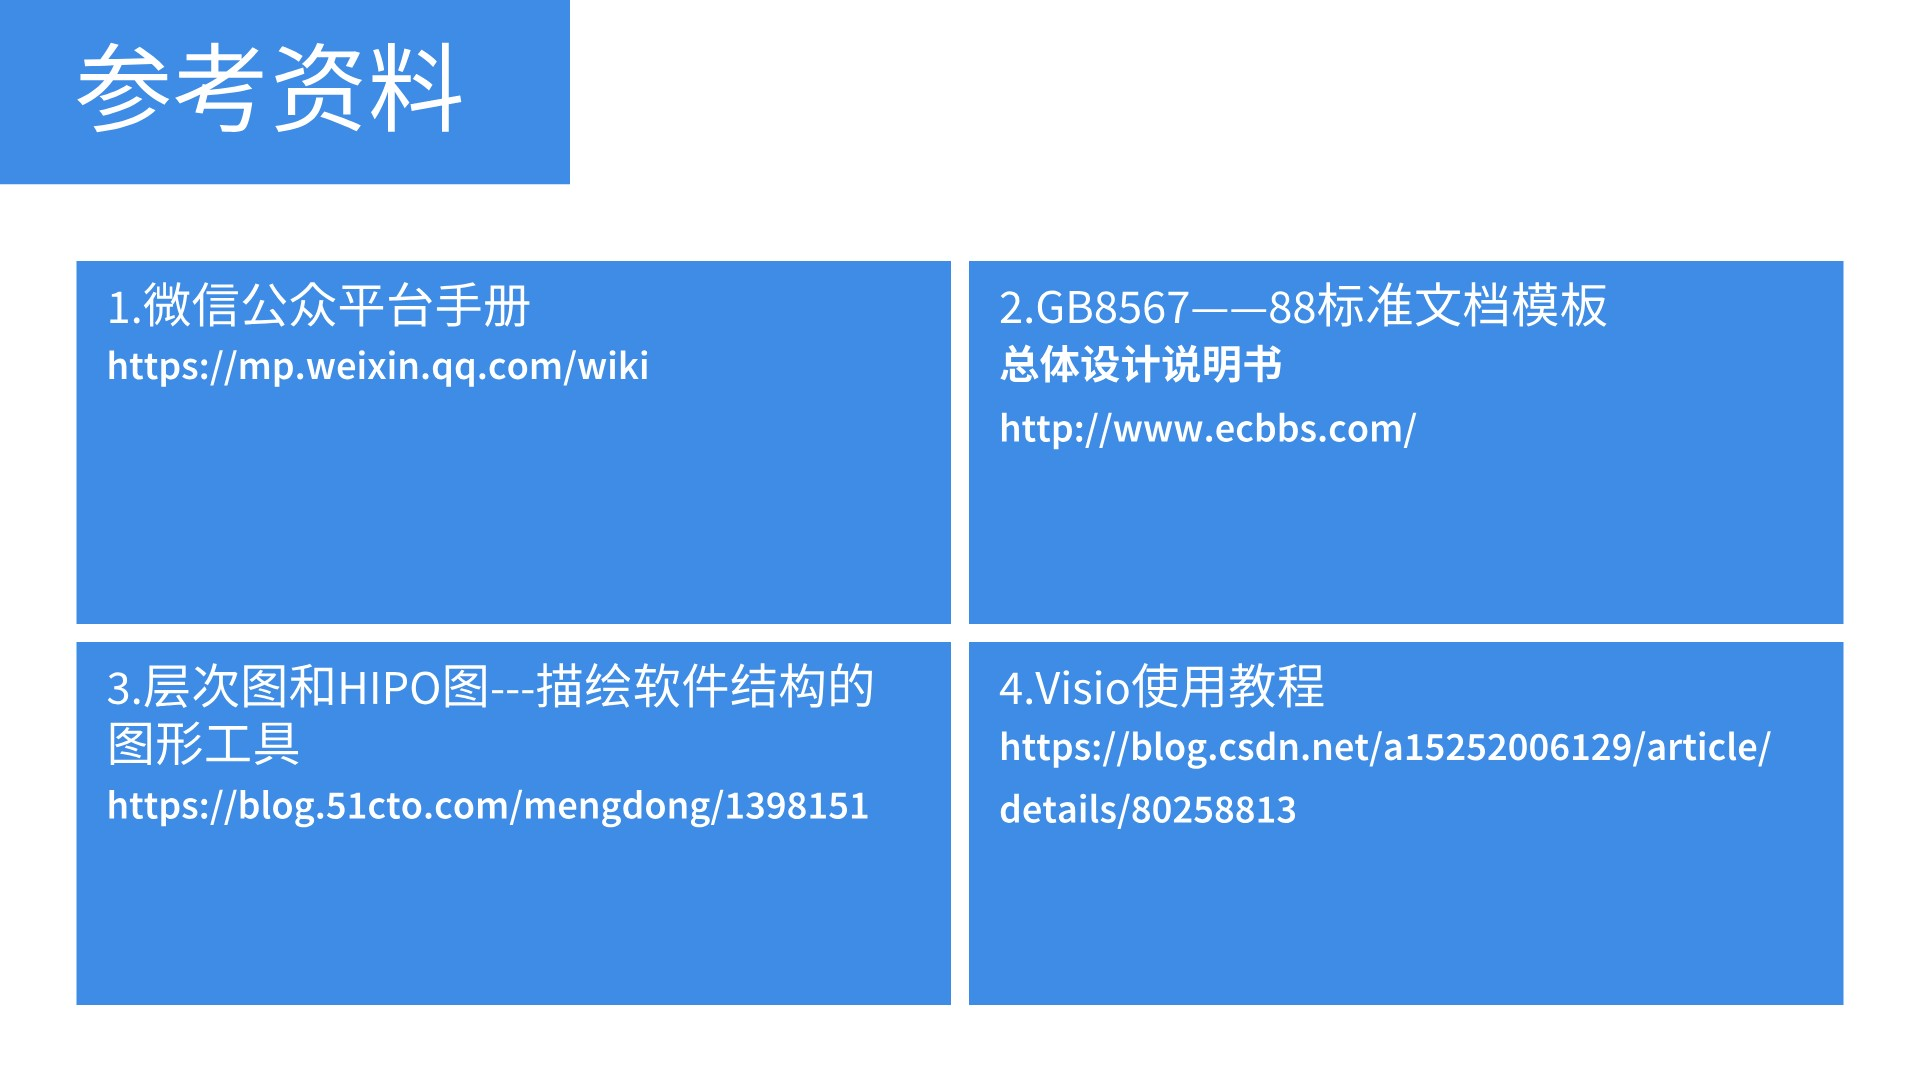 参考资料
1.微信公众平台手册
https://mp.weixin.qq.com/wiki
2.GB8567——88标准文档模板
总体设计说明书
http://www.ecbbs.com/
3.层次图和HIPO图---描绘软件结构的
图形工具
https://blog.51cto.com/mengdong/1398151
4.Visio使用教程
https://blog.csdn.net/a15252006129/article/
details/80258813